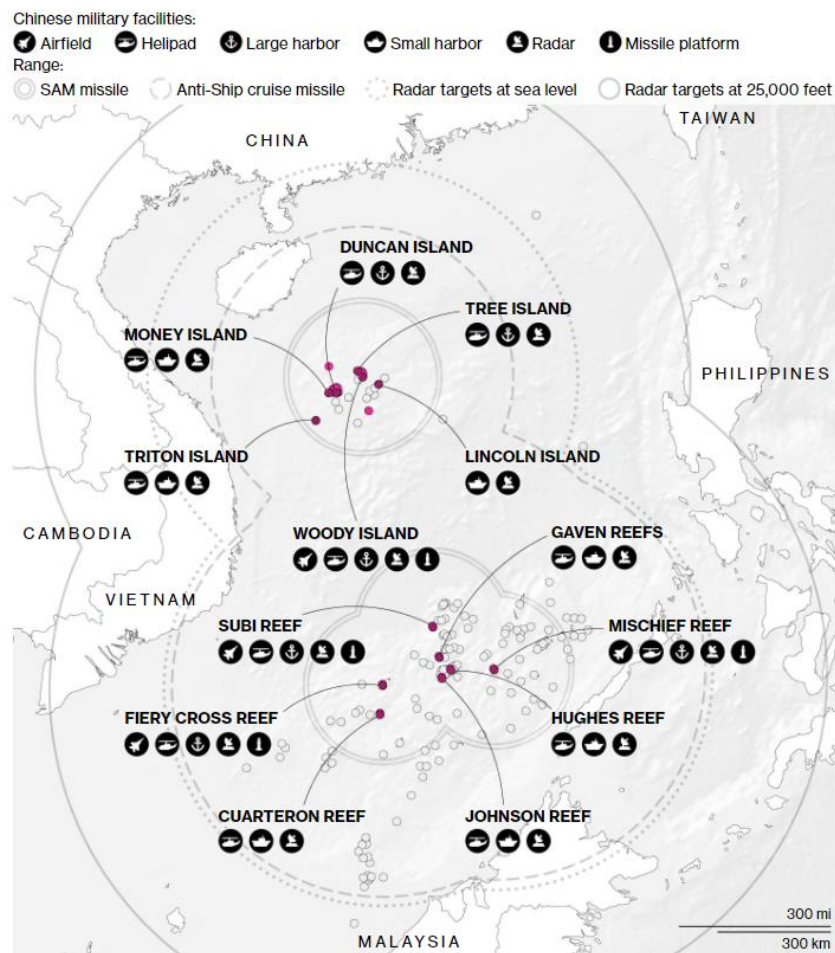 Chinese military facilities:
Airfield Helipad Large harbor Small harbor Radar Missile platform
Range:
SAM missile Anti-Ship cruise missile Radar targets at sea level Radar targets at 25,000 feet
TAIWAN
CHINA
DUNCAN ISLAND
TREE ISLAND
MONEY ISLAND
PHILIPPINES
TRITON ISLAND
LINCOLN ISLAND
CAMBODIA
WOODY ISLAND
GAVEN REEFS
VIETNAM
SUBI REEF
MISCHIEF REEF
FIERY CROSS REEF
HUGHES REEF
CUARTERON REEF
JOHNSON REEF
300 mi
MALAYSIA
300 km